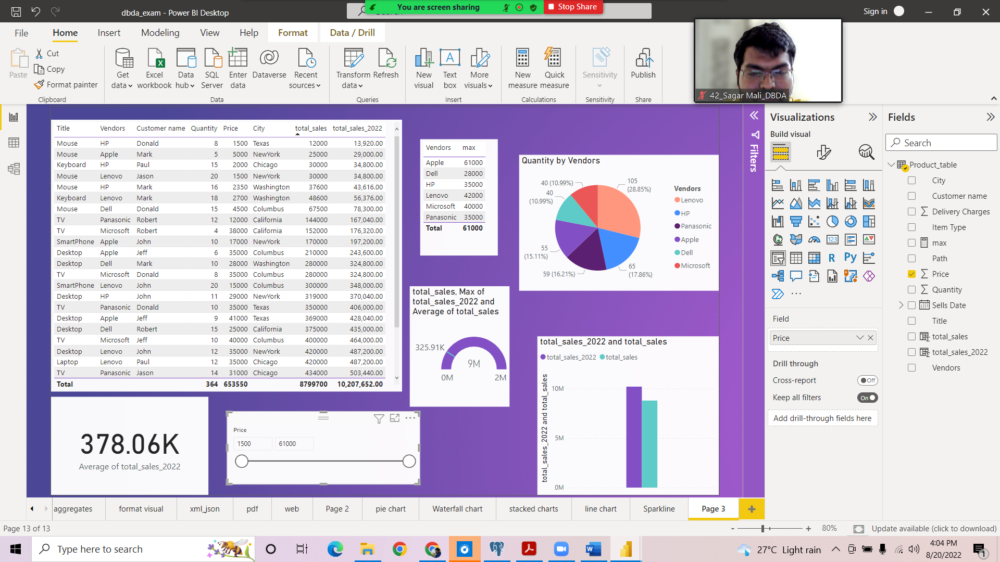 dbda_exam - Power BI Desktop
You are screen sharing
Stop Share
Sign in
File Home Insert Modeling View Help Format Data / Drill
Paste
Cut
Copy
Format painter
Clipboard
Get data
Excel workbook
Data hub
SQL Server
Enter data
Dataverse
Recent sources
Data
Transform data
Refresh
Queries
New visual
Text box
More visuals
Insert
New measure
Quick measure
Calculations
Sensitivity
Sensitivity
Publish
Share
42_Sagar Mali_DBDA
Title Vendors Customer name Quantity Price City total_sales total_sales_2022
Mouse HP Donald 8 1500 Texas 12000 13,920.00
Mouse Apple Mark 5 5000 NewYork 25000 29,000.00
Keyboard HP Paul 15 2000 Chicago 30000 34,800.00
Mouse Lenovo Jason 20 1500 NewYork 30000 34,800.00
Mouse HP Mark 16 2350 Washington 37600 43,616.00
Keyboard Lenovo Mark 18 2700 Washington 48600 56,376.00
Mouse Dell Donald 15 4500 Columbus 67500 78,300.00
TV Panasonic Robert 12 12000 California 144000 167,040.00
TV Microsoft Robert 4 38000 California 152000 176,320.00
SmartPhone Apple John 10 17000 NewYork 170000 197,200.00
Desktop Apple Jeff 6 35000 Columbus 210000 243,600.00
Desktop Dell Mark 10 28000 Washington 280000 324,800.00
TV Microsoft Donald 8 35000 Columbus 280000 324,800.00
SmartPhone Lenovo John 20 15000 Columbus 300000 348,000.00
Desktop HP John 11 29000 NewYork 319000 370,040.00
TV Panasonic Donald 10 35000 Texas 350000 406,000.00
Desktop Apple Jeff 9 41000 Texas 369000 428,040.00
Desktop Dell Robert 15 25000 California 375000 435,000.00
TV Microsoft Jeff 10 40000 Columbus 400000 464,000.00
Desktop Lenovo John 12 35000 NewYork 420000 487,200.00
Laptop Lenovo Paul 12 35000 Chicago 420000 487,200.00
TV Panasonic Jason 14 31000 Chicago 434000 503,440.00
Total 364 653550 8799700 10,207,652.00
Vendors max
Apple 61000
Dell 28000
HP 35000
Lenovo 42000
Microsoft 40000
Panasonic 35000
Total 61000
Quantity by Vendors
40 (10.99%)
40
(10.99%)
55
(15.11%)
59 (16.21%)
105
(28.85%)
65
(17.86%)
Vendors
Lenovo
HP
Panasonic
Apple
Dell
Microsoft
total_sales, Max of
total_sales_2022 and
Average of total_sales
325.91K
9M
0M 2M
total_sales_2022 and total_sales
total_sales_2022 total_sales
total_sales_2022 and total_sales
10M
5M
0M
378.06K
Average of total_sales_2022
Price
1500 61000
Filters
Visualizations
Build visual
123
R Py
Field
Price
Drill through
Cross-report Off
Keep all filters On
Add drill-through fields here
Fields
Search
Product_table
City
Customer name
Delivery Charges
Item Type
max
Path
Price
Quantity
Sells Date
Title
total_sales
total_sales_2022
Vendors
aggregates format visual xml_json pdf web Page 2 pie chart Waterfall chart stacked charts line chart Sparkline Page 3 +
Page 13 of 13
- + 80%
Update available (click to download)
Type here to search
27°C Light rain
4:04 PM
8/20/2022
1